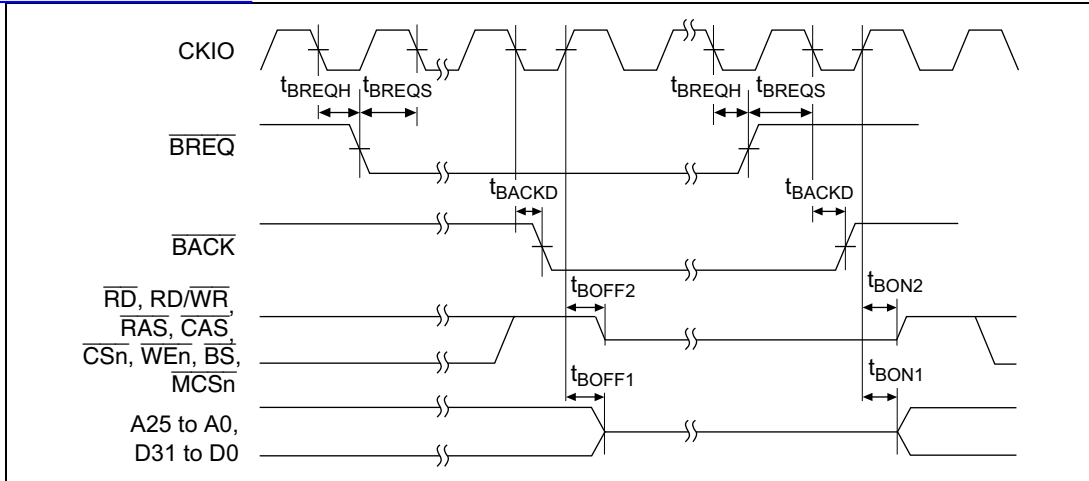 CKIO
tBREQH tBREQS tBREQH tBREQS
BREQ
tBACKD tBACKD
BACK
RD, RD/WR,
RAS, CAS,
CSn, WEn, BS,
MCSn
tBOFF2 tBON2
tBOFF1 tBON1
A25 to A0,
D31 to D0